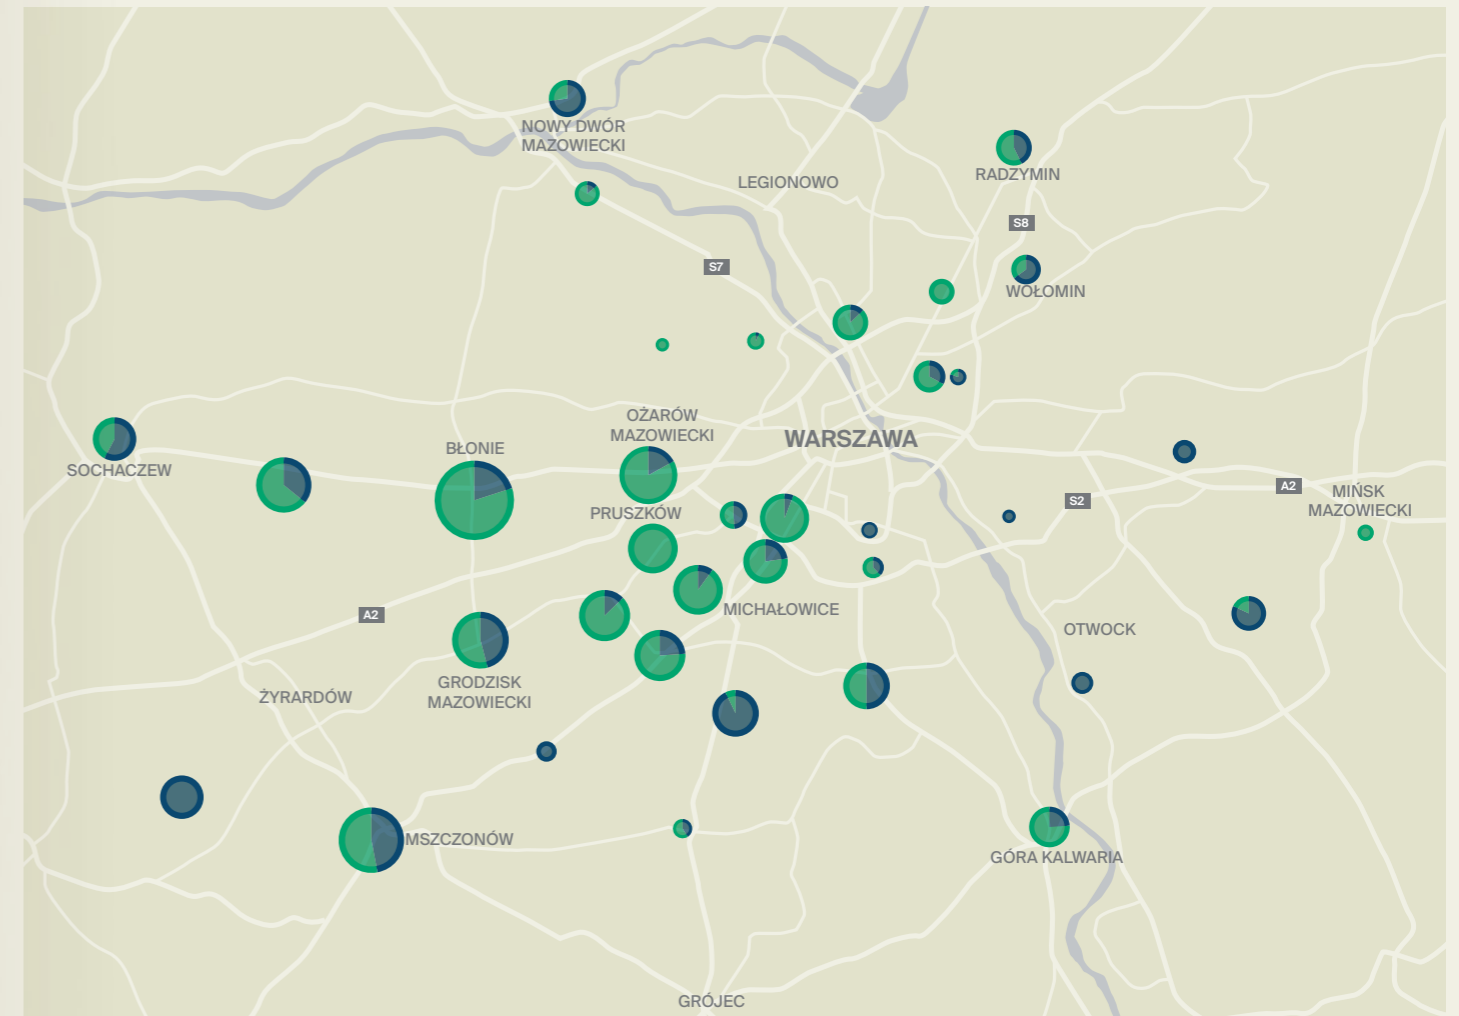 NOWY DWÓR
MAZOWIECKI
LEGIONOWO
RADZYMIN
S8
S7
WOŁOMIN
OŻARÓW
MAZOWIECKI
WARSZAWA
BŁONIE
SOCHACZEW
A2
MIŃSK
MAZOWIECKI
S2
PRUSZKÓW
A2
MICHAŁOWICE
OTWOCK
GRODZISK
MAZOWIECKI
ŻYRARDÓW
MSZCZONÓW
GÓRA KALWARIA
GRÓJEC